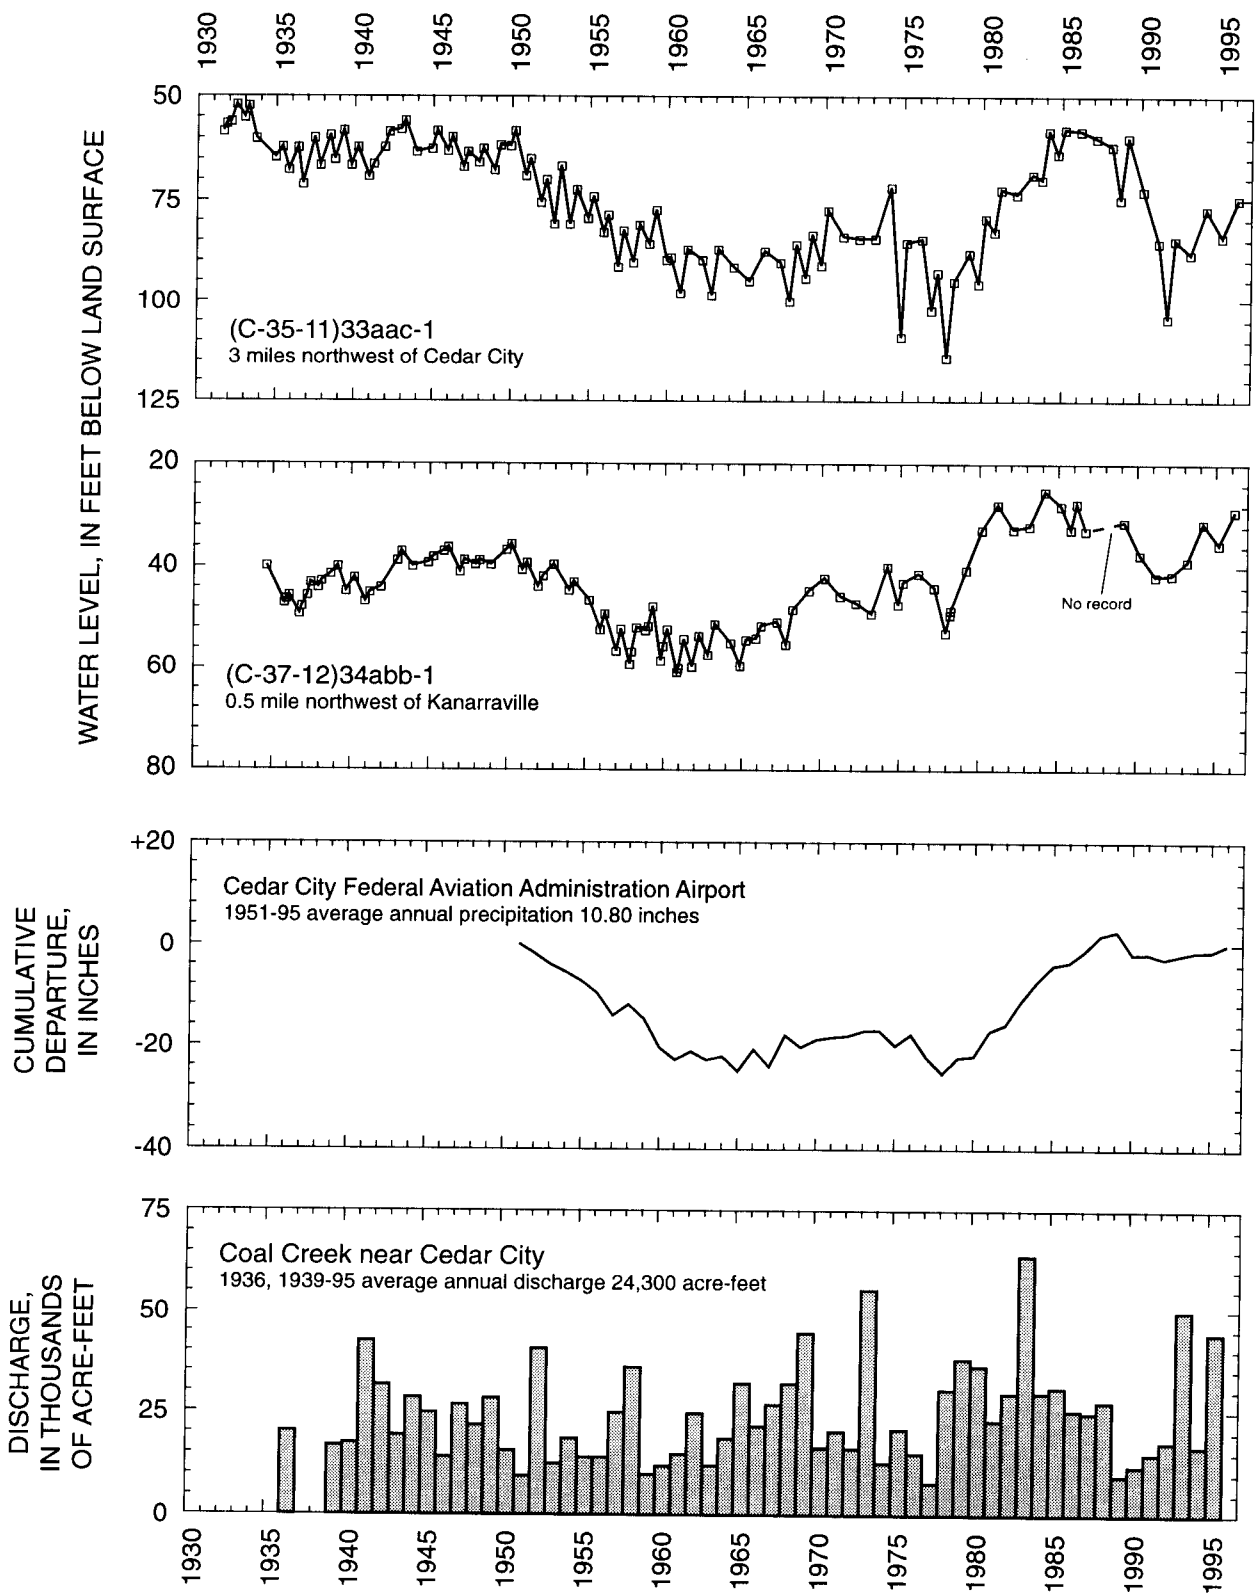 1930 1935 1940 1945 1950 1955 1960 1965 1970 1975 1980 1985 1990 1995
WATER LEVEL, IN FEET BELOW LAND SURFACE
50
75
100
125
(C-35-11)33aac-1
3 miles northwest of Cedar City
20
40
60
80
No record
(C-37-12)34abb-1
0.5 mile northwest of Kanarraville
CUMULATIVE
DEPARTURE,
IN INCHES
+20
0
-20
-40
Cedar City Federal Aviation Administration Airport
1951-95 average annual precipitation 10.80 inches
DISCHARGE,
IN THOUSANDS
OF ACRE-FEET
75
50
25
0
Coal Creek near Cedar City
1936, 1939-95 average annual discharge 24,300 acre-feet
1930 1935 1940 1945 1950 1955 1960 1965 1970 1975 1980 1985 1990 1995